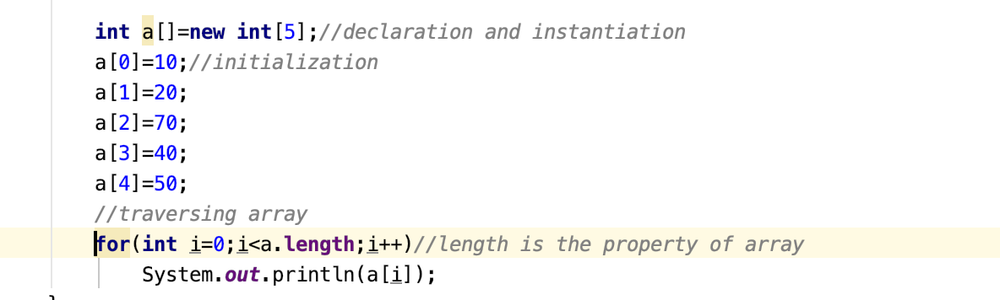 int a[]=new int[5];//declaration and instantiation
a[0]=10;//initialization
a[1]=20;
a[2]=70;
a[3]=40;
a[4]=50;
//traversing array
for(int i=0;i<a.length;i++)//length is the property of array
System.out.println(a[i]);
}